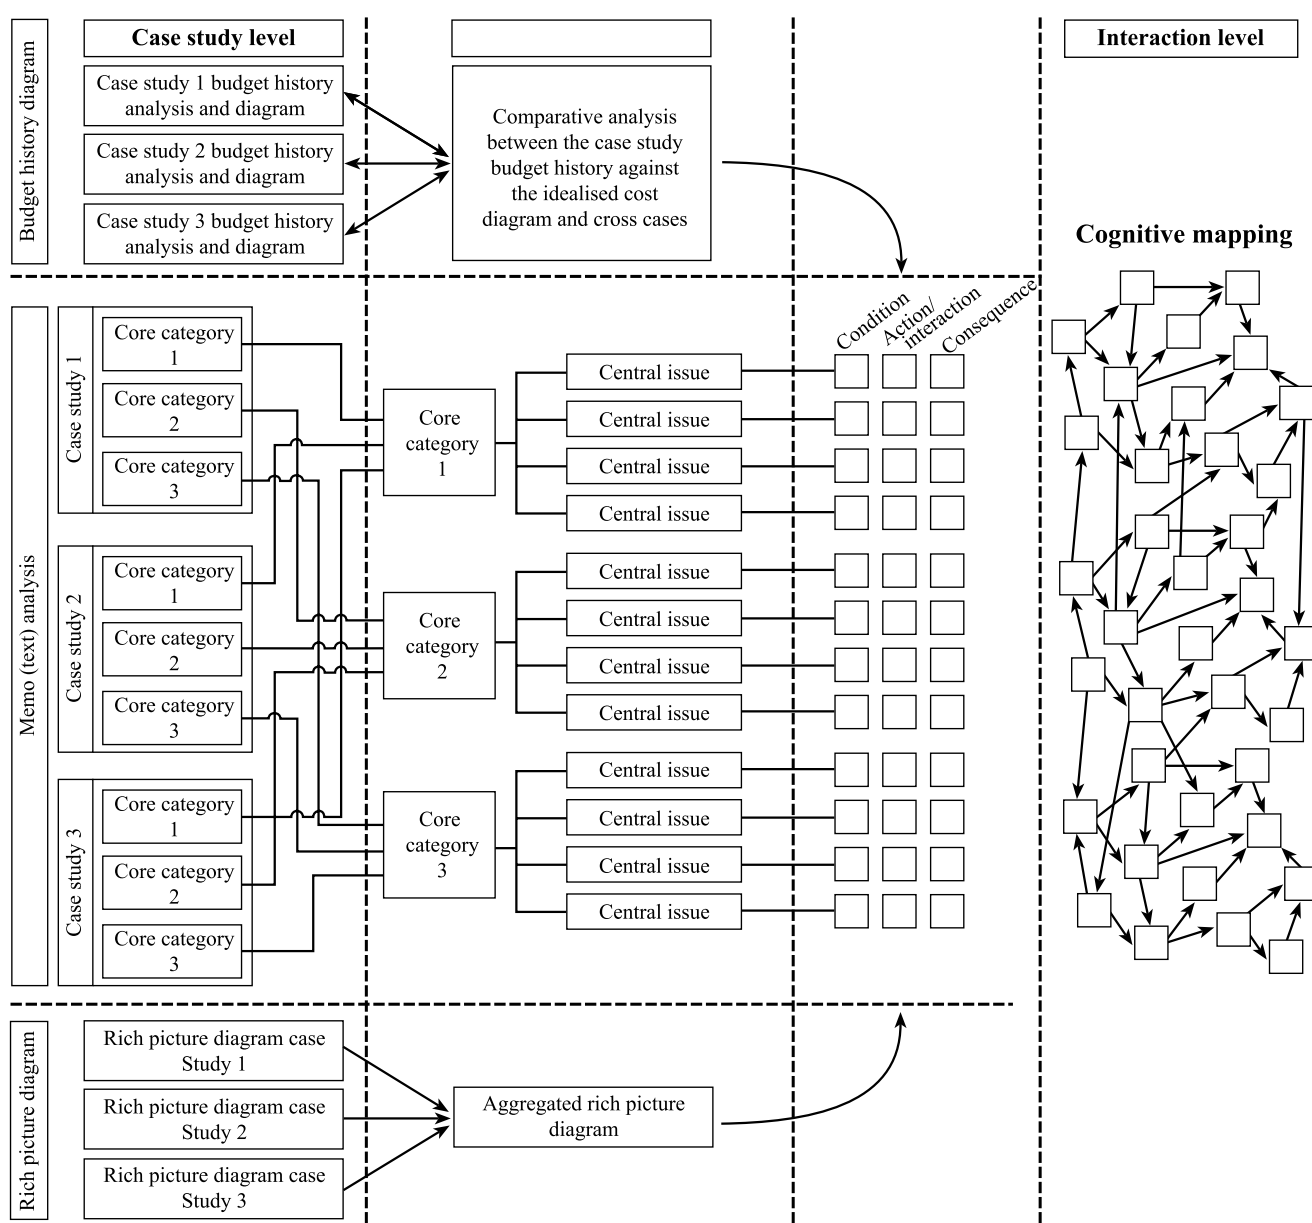 Budget history diagram
Case study level
Case study 1 budget history
analysis and diagram
Case study 2 budget history
analysis and diagram
Case study 3 budget history
analysis and diagram
Comparative analysis
between the case study
budget history against
the idealised cost
diagram and cross cases
Interaction level
Cognitive mapping
Memo (text) analysis
Case study 1
Core category
1
Core category
2
Core category
3
Case study 2
Core category
1
Core category
2
Core category
3
Case study 3
Core category
1
Core category
2
Core category
3
Core
category
1
Core
category
2
Core
category
3
Central issue
Central issue
Central issue
Central issue
Central issue
Central issue
Central issue
Central issue
Central issue
Central issue
Central issue
Central issue
Condition
Action/
interaction
Consequence
Rich picture diagram
Rich picture diagram case
Study 1
Rich picture diagram case
Study 2
Rich picture diagram case
Study 3
Aggregated rich picture
diagram